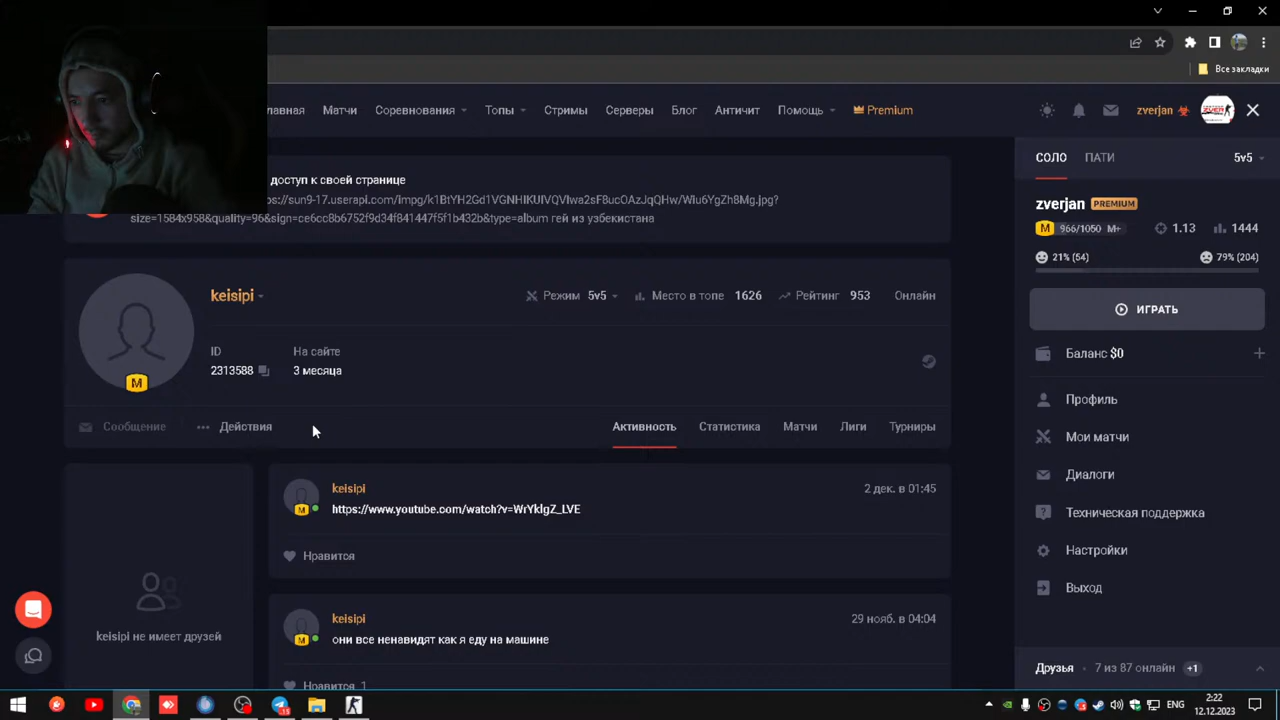 Все закладки
лавная Матчи Соревнования Топы Стримы Серверы Блог Античит Помощь Premium
zverjan
доступ к своей странице
size=1584x958&quality=96&sign=ce6cc8b6752f9d34f841447f5f1b432b&type=album гей из узбекистана
keisipi
Режим 5v5 Место в топе 1626 Рейтинг 953 Онлайн
ID На сайте
2313588 3 месяца
M
Сообщение Действия Активность Статистика Матчи Лиги Турниры
keisipi 2 дек. в 01:45
https://www.youtube.com/watch?v=WrYklgZ_LVE
Нравится
keisipi 29 нояб. в 04:04
они все ненавидят как я еду на машине
Нравится 1
keisipi не имеет друзей
СОЛО ПАТИ 5v5
zverjan PREMIUM
M 966/1050 M+ 1.13 1444
21% (54) 79% (204)
ИГРАТЬ
Баланс $0
Профиль
Мои матчи
Диалоги
Техническая поддержка
Настройки
Выход
Друзья 7 из 87 онлайн +1
ENG 2:22
12.12.2023